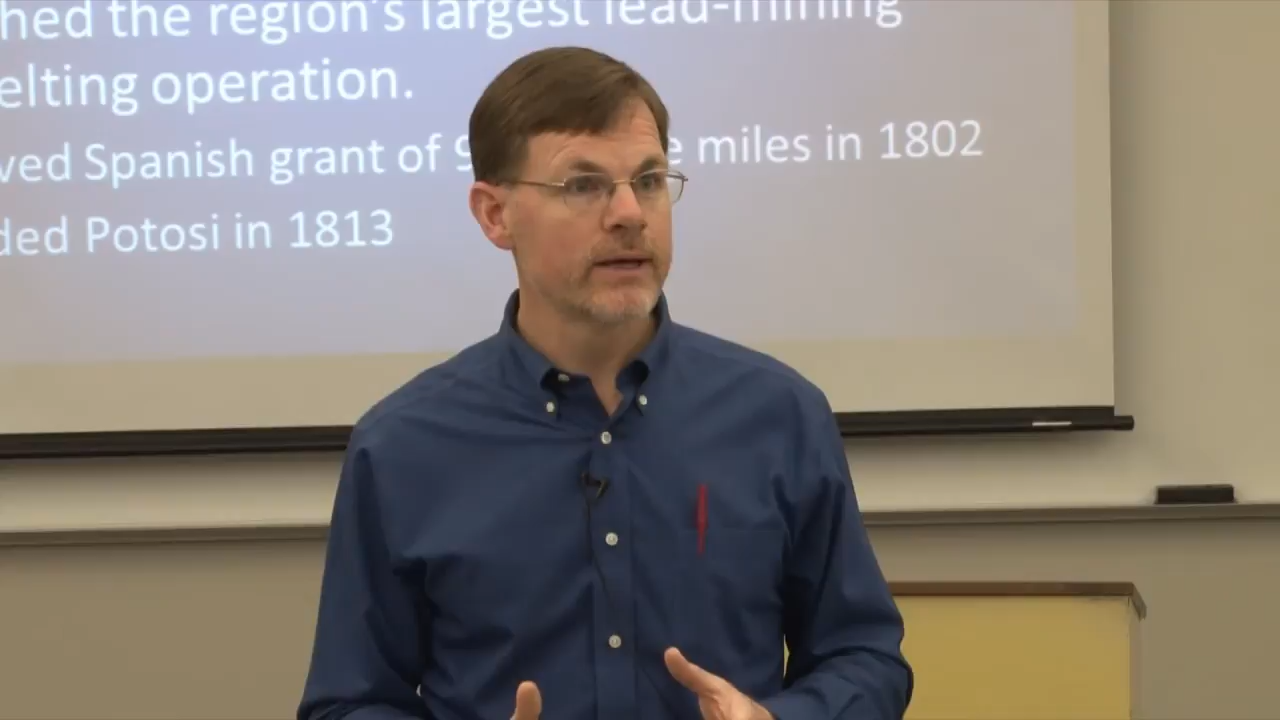 hed the region's largest lead-mining
elting operation.
ved Spanish grant of 9 e miles in 1802
ded Potosi in 1813